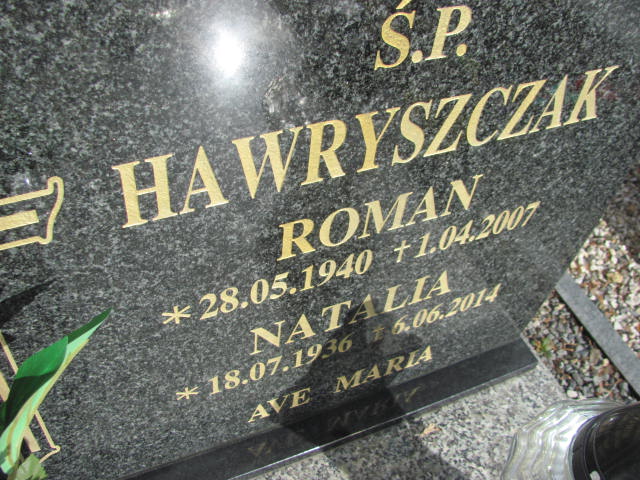 Ś.P.
HAWRYSZCZAK
ROMAN
* 28.05.1940 † 1.04.2007
NATALIA
* 18.07.1936 † 6.06.2014
AVE MARIA